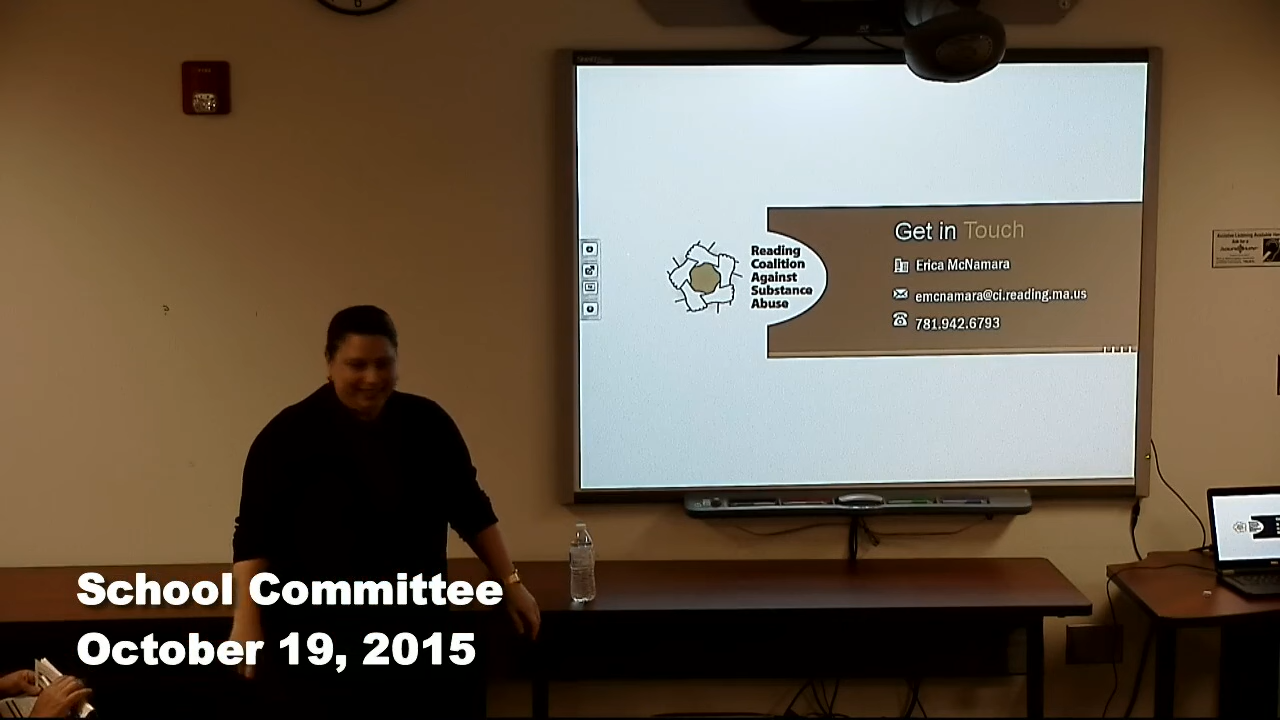 Get in Touch
Reading
Coalition
Against
Substance
Abuse
Erica McNamara
emcnamara@ci.reading.ma.us
781.942.6793
School Committee
October 19, 2015